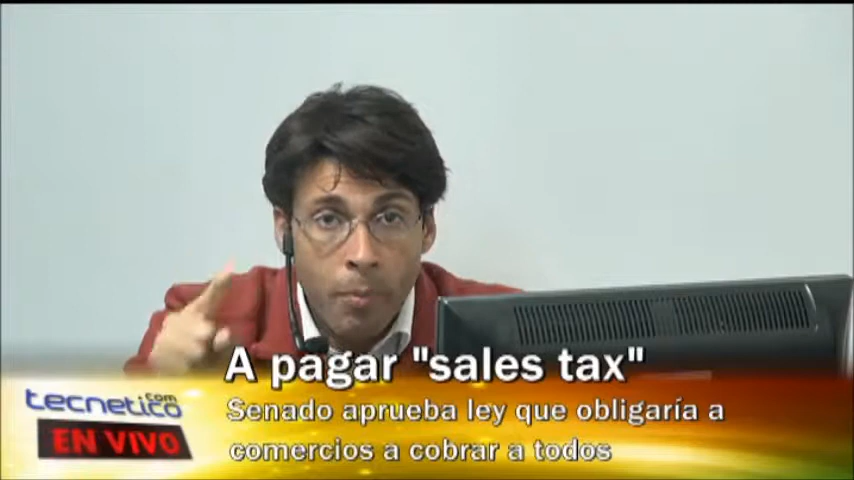 A pagar "sales tax"
tecnetico.com
EN VIVO
Senado aprueba ley que obligaría a
comercios a cobrar a todos